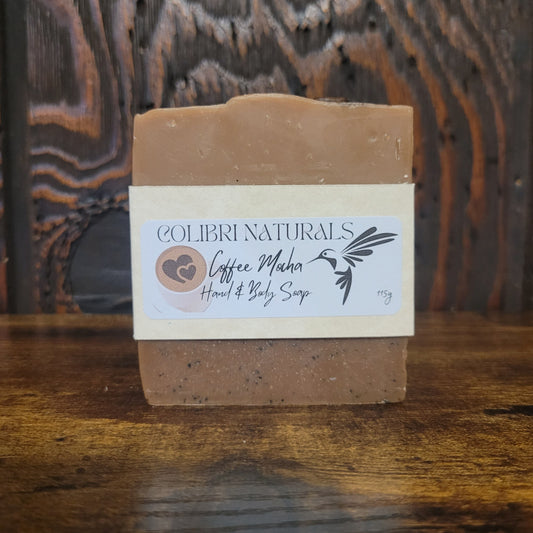 COLIBRI NATURALS
Coffee Mocha
Hand & Body Soap
115g